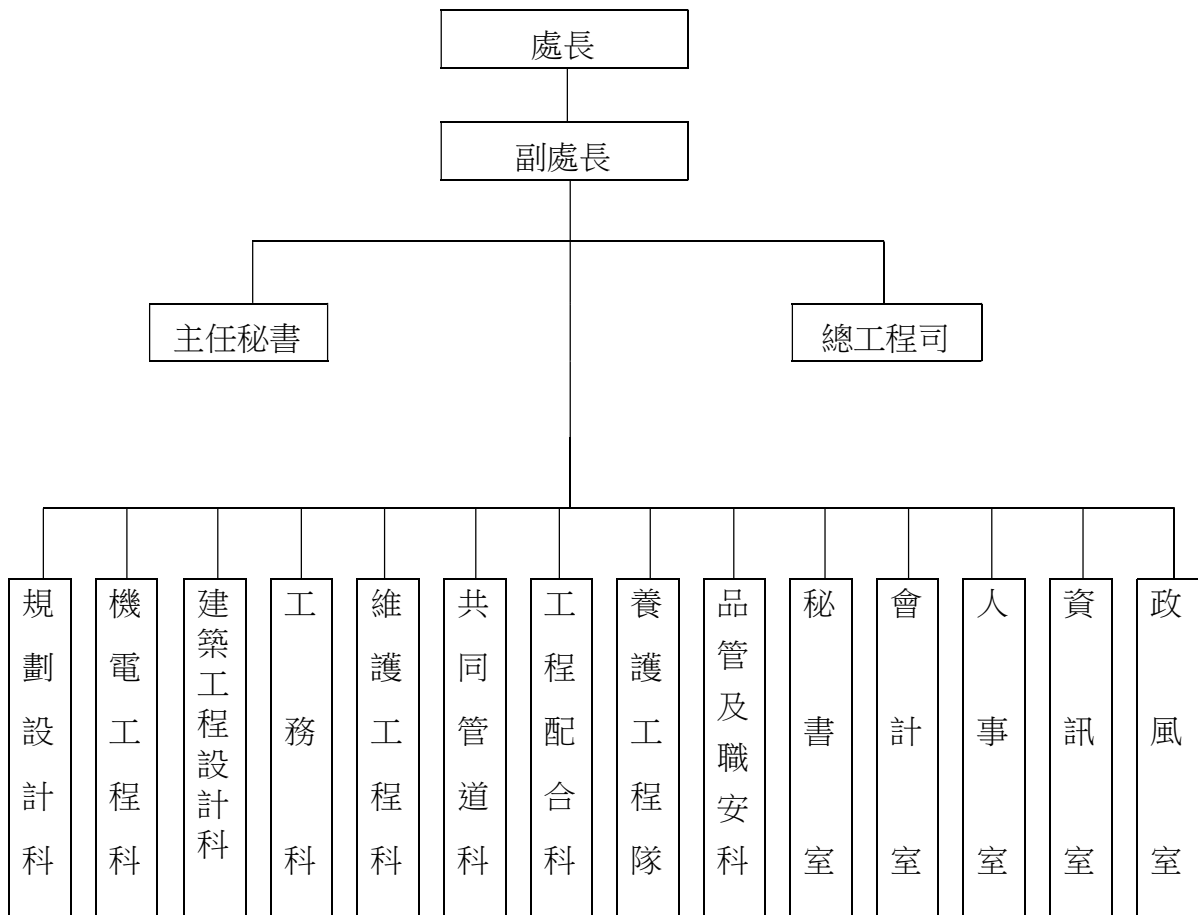 處長
副處長
主任秘書
總工程司
規劃設計科
機電工程科
建築工程設計科
工務科
維護工程科
共同管道科
工程配合科
養護工程隊
品管及職安科
秘書室
會計室
人事室
資訊室
政風室